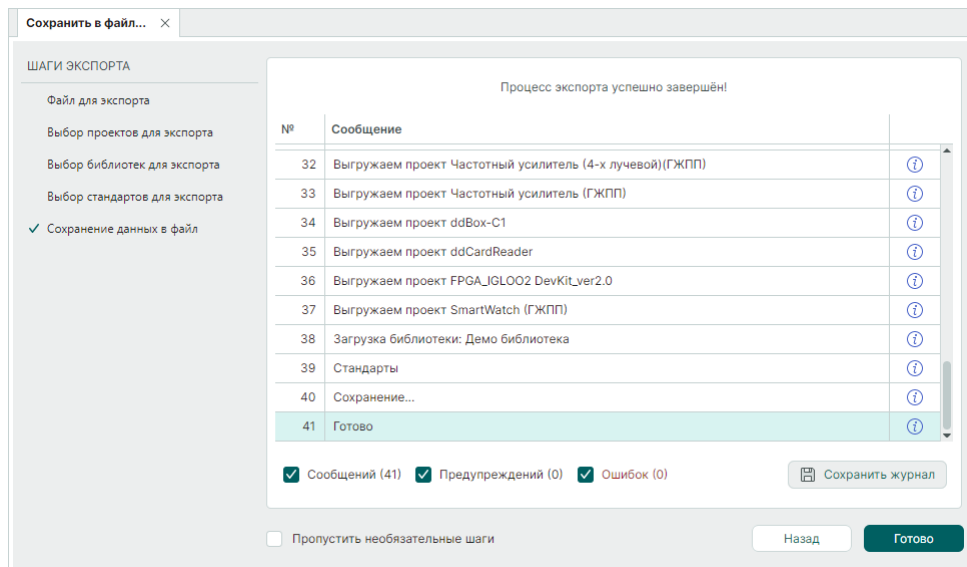 Сохранить в файл...
ШАГИ ЭКСПОРТА
Файл для экспорта
Выбор проектов для экспорта
Выбор библиотек для экспорта
Выбор стандартов для экспорта
Сохранение данных в файл
Процесс экспорта успешно завершён!
№ Сообщение
32 Выгружаем проект Частотный усилитель (4-х лучевой)(ГЖПП)
33 Выгружаем проект Частотный усилитель (ГЖПП)
34 Выгружаем проект ddBox-C1
35 Выгружаем проект ddCardReader
36 Выгружаем проект FPGA_IGLOO2 DevKit_ver2.0
37 Выгружаем проект SmartWatch (ГЖПП)
38 Загрузка библиотеки: Демо библиотека
39 Стандарты
40 Сохранение...
41 Готово
Сообщений (41) Предупреждений (0) Ошибок (0) Сохранить журнал
Пропустить необязательные шаги Назад Готово